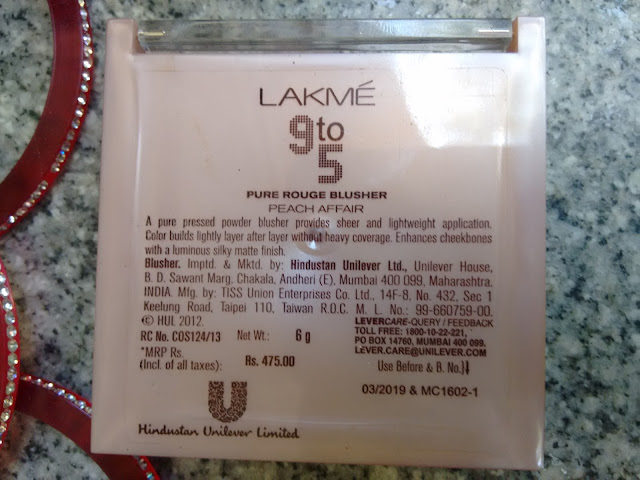 LAKMÉ
9to
5
PURE ROUGE BLUSHER
PEACH AFFAIR
A pure pressed powder blusher provides sheer and lightweight application.
Color builds lightly layer after layer without heavy coverage. Enhances cheekbones
with a luminous silky matte finish.
Blusher. Imptd. & Mktd. by: Hindustan Unilever Ltd., Unilever House,
B. D. Sawant Marg, Chakala, Andheri (E), Mumbai 400 099, Maharashtra.
INDIA. Mfg. by: TISS Union Enterprises Co. Ltd., 14F-8, No. 432, Sec 1
Keelung Road, Taipei 110, Taiwan R.O.C. M. L. No.: 99-660759-00.
© HUL 2012.
LEVERCARE-QUERY / FEEDBACK
TOLL FREE: 1800-10-22-221,
PO BOX 14760, MUMBAI 400 099.
LEVER.CARE@UNILEVER.COM
RC No. COS124/13 Net Wt.: 6 g
*MRP Rs.
(Incl. of all taxes): Rs. 475.00
Use Before & B. No.)
03/2019 & MC1602-1
Hindustan Unilever Limited